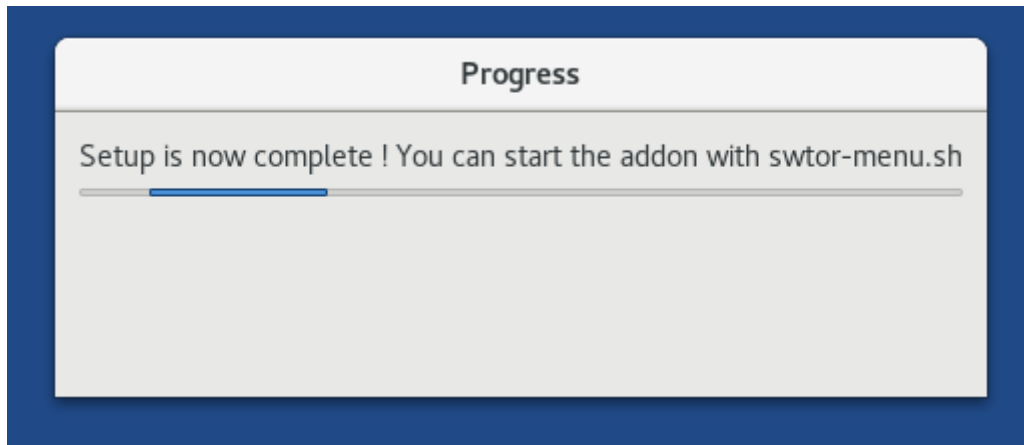 Progress
Setup is now complete ! You can start the addon with swtor-menu.sh